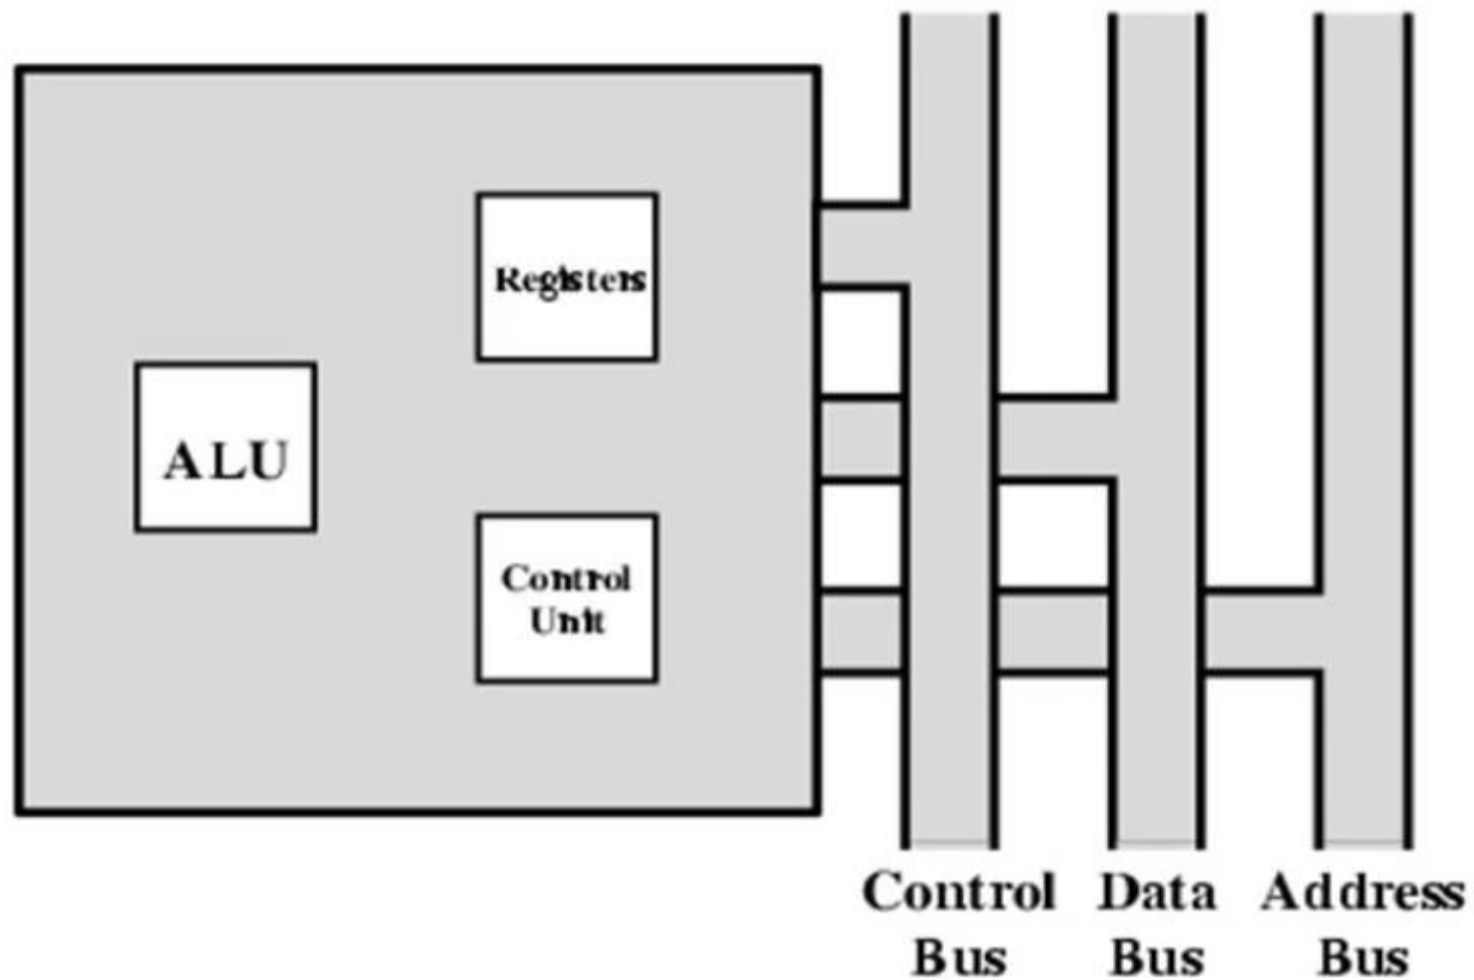 Registers
ALU
Control
Unit
Control Data Address
Bus Bus Bus